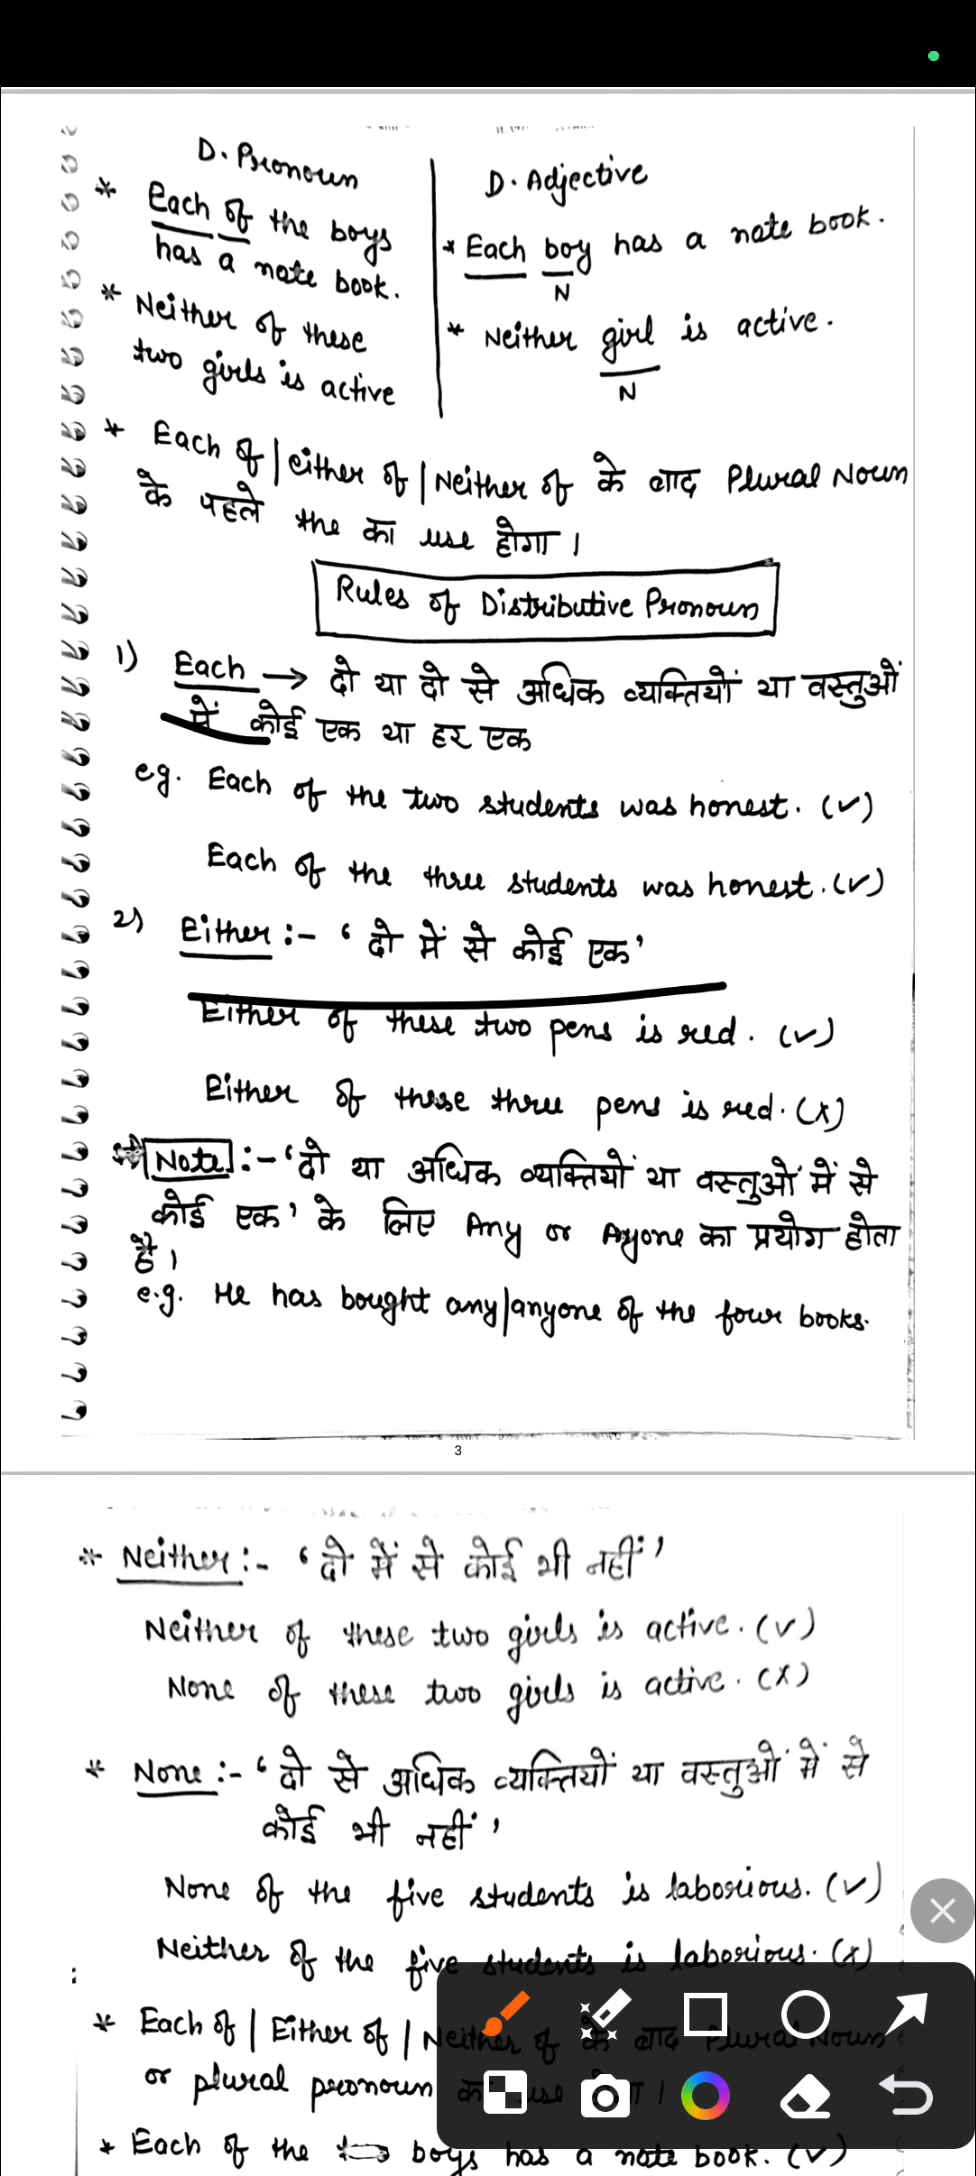 D. Pronoun
* Each of the boys
has a note book.
* Neither of these
two girls is active
D. Adjective
* Each boy has a note book.
N
* Neither girl is active.
N
* Each of | either of | Neither of के बाद Plural Noun
के पहले the का use होगा।
Rules of Distributive Pronoun
1) Each → दो या दो से अधिक व्यक्तियों या वस्तुओं
में कोई एक या हर एक
eg. Each of the two students was honest. (✓)
Each of the three students was honest. (✓)
2) Either :- ‘दो में से कोई एक’
Either of these two pens is red. (✓)
Either of these three pens is red. (x)
Note :- ‘दो या अधिक व्यक्तियों या वस्तुओं में से
कोई एक’ के लिए Any or Anyone का प्रयोग होता
है।
e.g. He has bought any/anyone of the four books.
3
* Neither :- ‘दो में से कोई भी नहीं’
Neither of these two girls is active. (✓)
None of these two girls is active. (x)
* None :- ‘दो से अधिक व्यक्तियों या वस्तुओं में से
कोई भी नहीं’
None of the five students is laborious. (✓)
Neither of the five students is laborious. (x)
* Each of | Either of | Neither of के बाद Plural Noun
or plural pronoun का use
* Each of the boys has a note book. (✓)